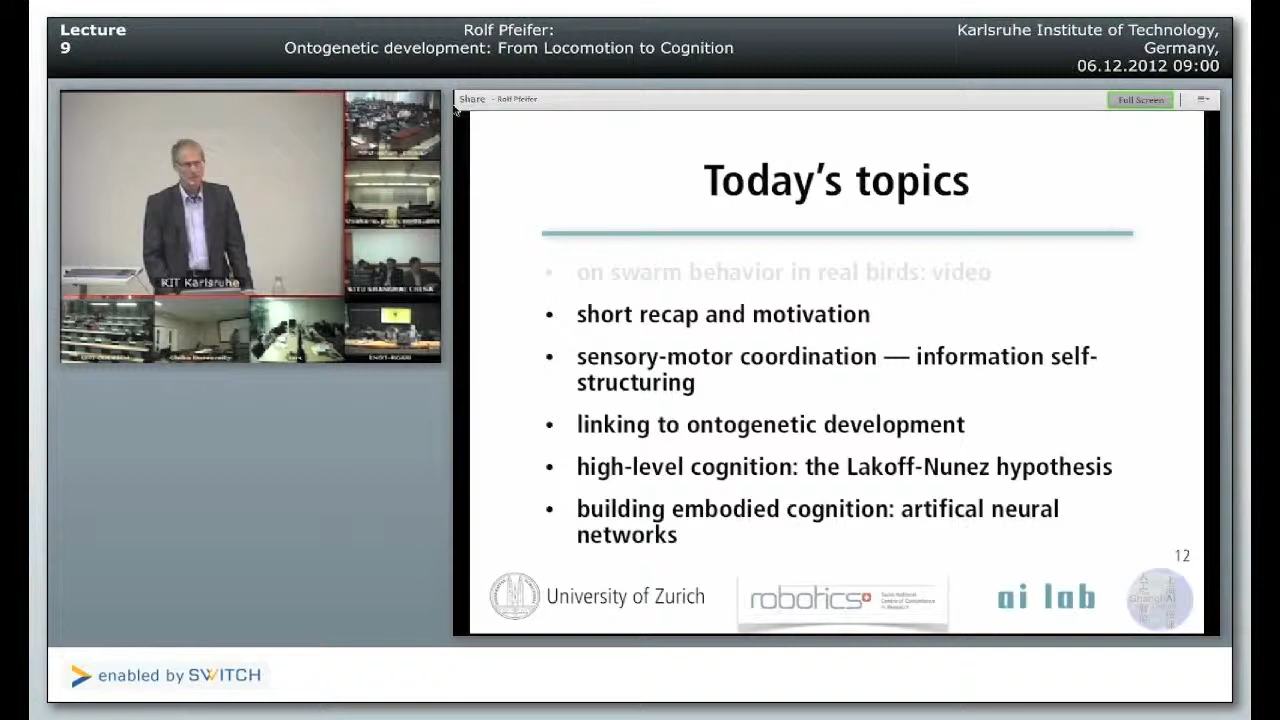 Lecture
9
Rolf Pfeifer:
Ontogenetic development: From Locomotion to Cognition
Karlsruhe Institute of Technology,
Germany,
06.12.2012 09:00
Share - Rolf Pfeifer
Full Screen
KIT Karlsruhe
Today's topics
• on swarm behavior in real birds: video
• short recap and motivation
• sensory-motor coordination — information self-
structuring
• linking to ontogenetic development
• high-level cognition: the Lakoff-Nunez hypothesis
• building embodied cognition: artifical neural
networks
12
University of Zurich
robotics
ai lab
enabled by SWITCH